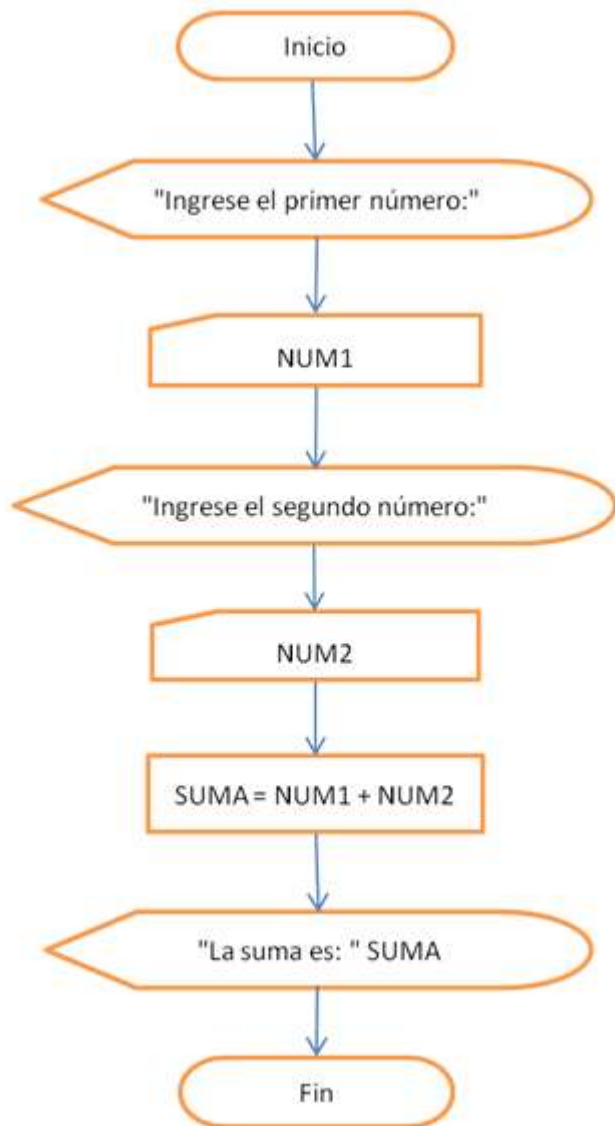 Inicio
"Ingrese el primer número:"
NUM1
"Ingrese el segundo número:"
NUM2
SUMA = NUM1 + NUM2
"La suma es: " SUMA
Fin